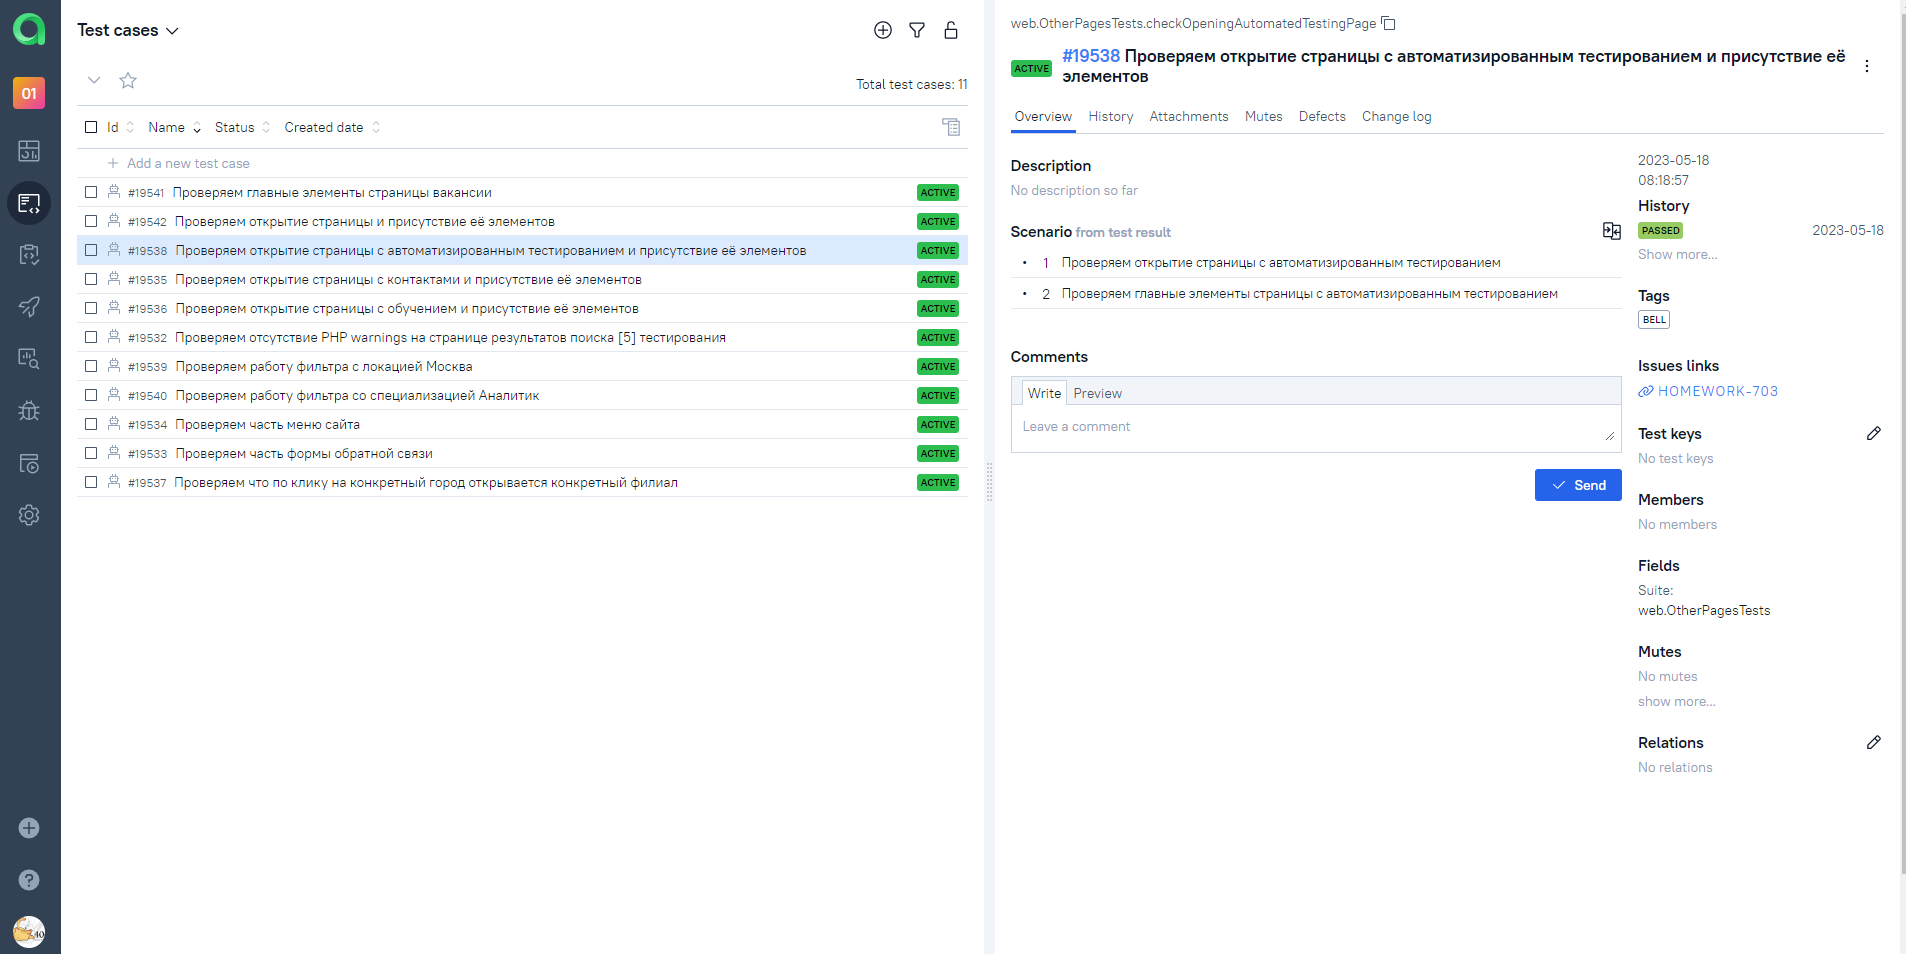 01
Test cases
Total test cases: 11
Id Name Status Created date
Add a new test case
#19541 Проверяем главные элементы страницы вакансии ACTIVE
#19542 Проверяем открытие страницы и присутствие её элементов ACTIVE
#19538 Проверяем открытие страницы с автоматизированным тестированием и присутствие её элементов ACTIVE
#19535 Проверяем открытие страницы с контактами и присутствие её элементов ACTIVE
#19536 Проверяем открытие страницы с обучением и присутствие её элементов ACTIVE
#19532 Проверяем отсутствие PHP warnings на странице результатов поиска [5] тестирования ACTIVE
#19539 Проверяем работу фильтра с локацией Москва ACTIVE
#19540 Проверяем работу фильтра со специализацией Аналитик ACTIVE
#19534 Проверяем часть меню сайта ACTIVE
#19533 Проверяем часть формы обратной связи ACTIVE
#19537 Проверяем что по клику на конкретный город открывается конкретный филиал ACTIVE
web.OtherPagesTests.checkOpeningAutomatedTestingPage
ACTIVE #19538 Проверяем открытие страницы с автоматизированным тестированием и присутствие её
элементов
Overview History Attachments Mutes Defects Change log
Description
No description so far
Scenario from test result
1 Проверяем открытие страницы с автоматизированным тестированием
2 Проверяем главные элементы страницы с автоматизированным тестированием
Comments
Write Preview
Leave a comment
Send
2023-05-18
08:18:57
History
PASSED 2023-05-18
Show more...
Tags
BELL
Issues links
HOMEWORK-703
Test keys
No test keys
Members
No members
Fields
Suite:
web.OtherPagesTests
Mutes
No mutes
show more...
Relations
No relations